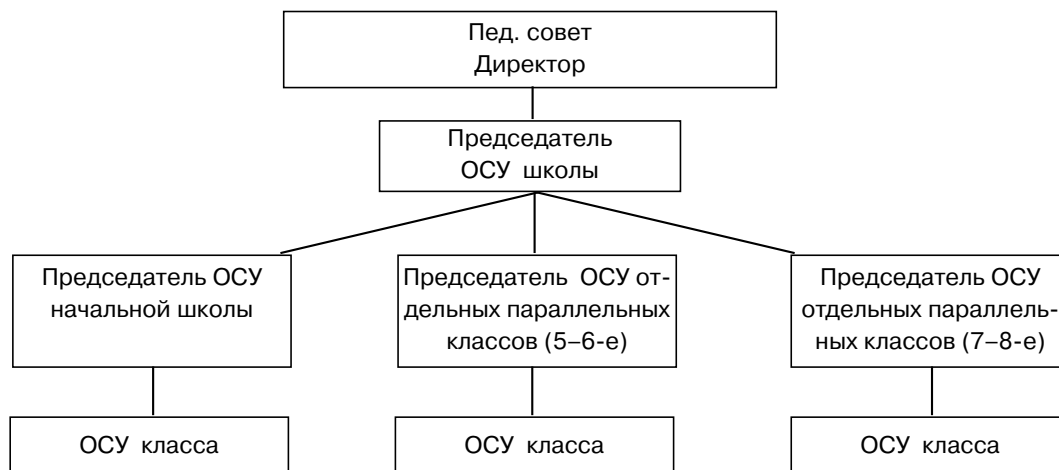 Пед. совет
Директор
Председатель
ОСУ школы
Председатель ОСУ
начальной школы
Председатель ОСУ от-
дельных параллельных
классов (5–6-е)
Председатель ОСУ
отдельных параллель-
ных классов (7–8-е)
ОСУ класса
ОСУ класса
ОСУ класса